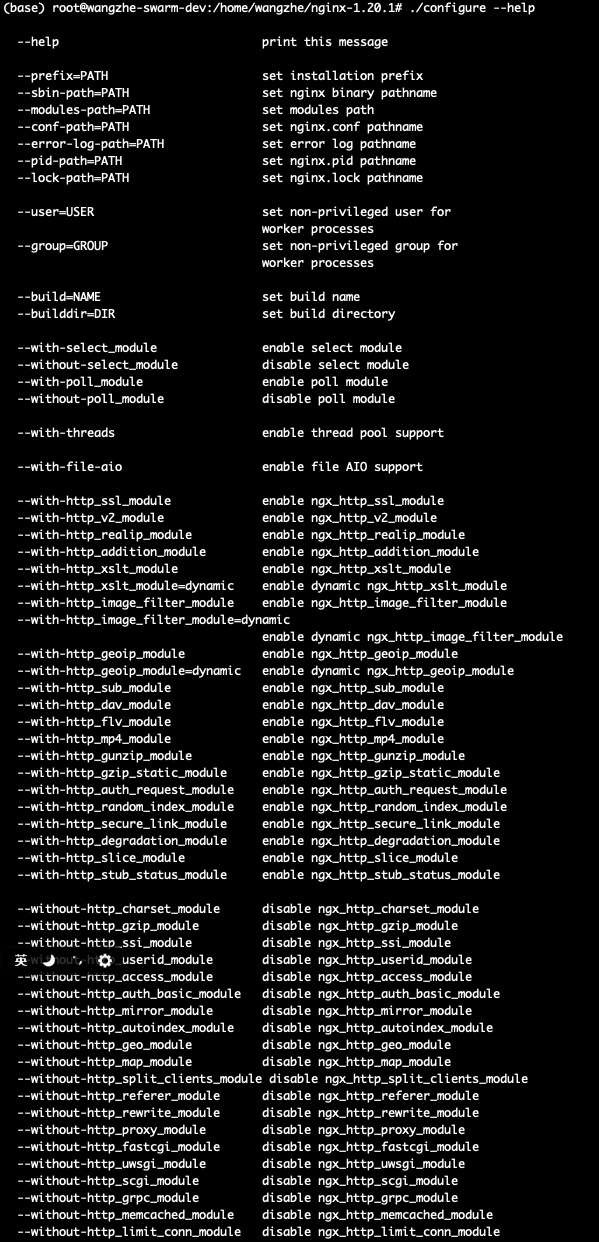 (base) root@wangzhe-swarm-dev:/home/wangzhe/nginx-1.20.1# ./configure --help
--help print this message
--prefix=PATH set installation prefix
--sbin-path=PATH set nginx binary pathname
--modules-path=PATH set modules path
--conf-path=PATH set nginx.conf pathname
--error-log-path=PATH set error log pathname
--pid-path=PATH set nginx.pid pathname
--lock-path=PATH set nginx.lock pathname
--user=USER set non-privileged user for
worker processes
--group=GROUP set non-privileged group for
worker processes
--build=NAME set build name
--builddir=DIR set build directory
--with-select_module enable select module
--without-select_module disable select module
--with-poll_module enable poll module
--without-poll_module disable poll module
--with-threads enable thread pool support
--with-file-aio enable file AIO support
--with-http_ssl_module enable ngx_http_ssl_module
--with-http_v2_module enable ngx_http_v2_module
--with-http_realip_module enable ngx_http_realip_module
--with-http_addition_module enable ngx_http_addition_module
--with-http_xslt_module enable ngx_http_xslt_module
--with-http_xslt_module=dynamic enable dynamic ngx_http_xslt_module
--with-http_image_filter_module enable ngx_http_image_filter_module
--with-http_image_filter_module=dynamic
enable dynamic ngx_http_image_filter_module
--with-http_geoip_module enable ngx_http_geoip_module
--with-http_geoip_module=dynamic enable dynamic ngx_http_geoip_module
--with-http_sub_module enable ngx_http_sub_module
--with-http_dav_module enable ngx_http_dav_module
--with-http_flv_module enable ngx_http_flv_module
--with-http_mp4_module enable ngx_http_mp4_module
--with-http_gunzip_module enable ngx_http_gunzip_module
--with-http_gzip_static_module enable ngx_http_gzip_static_module
--with-http_auth_request_module enable ngx_http_auth_request_module
--with-http_random_index_module enable ngx_http_random_index_module
--with-http_secure_link_module enable ngx_http_secure_link_module
--with-http_degradation_module enable ngx_http_degradation_module
--with-http_slice_module enable ngx_http_slice_module
--with-http_stub_status_module enable ngx_http_stub_status_module
--without-http_charset_module disable ngx_http_charset_module
--without-http_gzip_module disable ngx_http_gzip_module
--without-http_ssi_module disable ngx_http_ssi_module
英 --without-http_userid_module disable ngx_http_userid_module
--without-http_access_module disable ngx_http_access_module
--without-http_auth_basic_module disable ngx_http_auth_basic_module
--without-http_mirror_module disable ngx_http_mirror_module
--without-http_autoindex_module disable ngx_http_autoindex_module
--without-http_geo_module disable ngx_http_geo_module
--without-http_map_module disable ngx_http_map_module
--without-http_split_clients_module disable ngx_http_split_clients_module
--without-http_referer_module disable ngx_http_referer_module
--without-http_rewrite_module disable ngx_http_rewrite_module
--without-http_proxy_module disable ngx_http_proxy_module
--without-http_fastcgi_module disable ngx_http_fastcgi_module
--without-http_uwsgi_module disable ngx_http_uwsgi_module
--without-http_scgi_module disable ngx_http_scgi_module
--without-http_grpc_module disable ngx_http_grpc_module
--without-http_memcached_module disable ngx_http_memcached_module
--without-http_limit_conn_module disable ngx_http_limit_conn_module